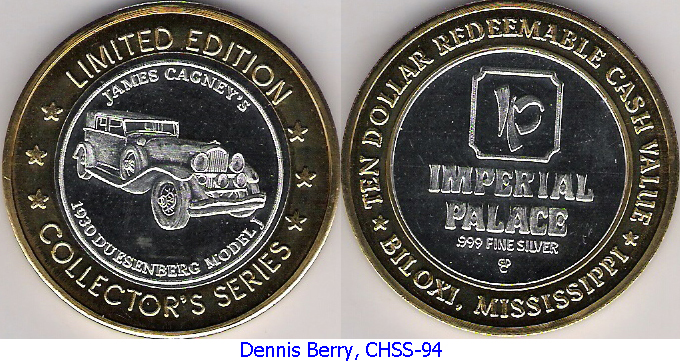 LIMITED EDITION
JAMES CAGNEY'S
1930 DUESENBERG MODEL J
COLLECTOR'S SERIES
TEN DOLLAR REDEEMABLE CASH VALUE
IMPERIAL
PALACE
.999 FINE SILVER
BILOXI, MISSISSIPPI
Dennis Berry, CHSS-94